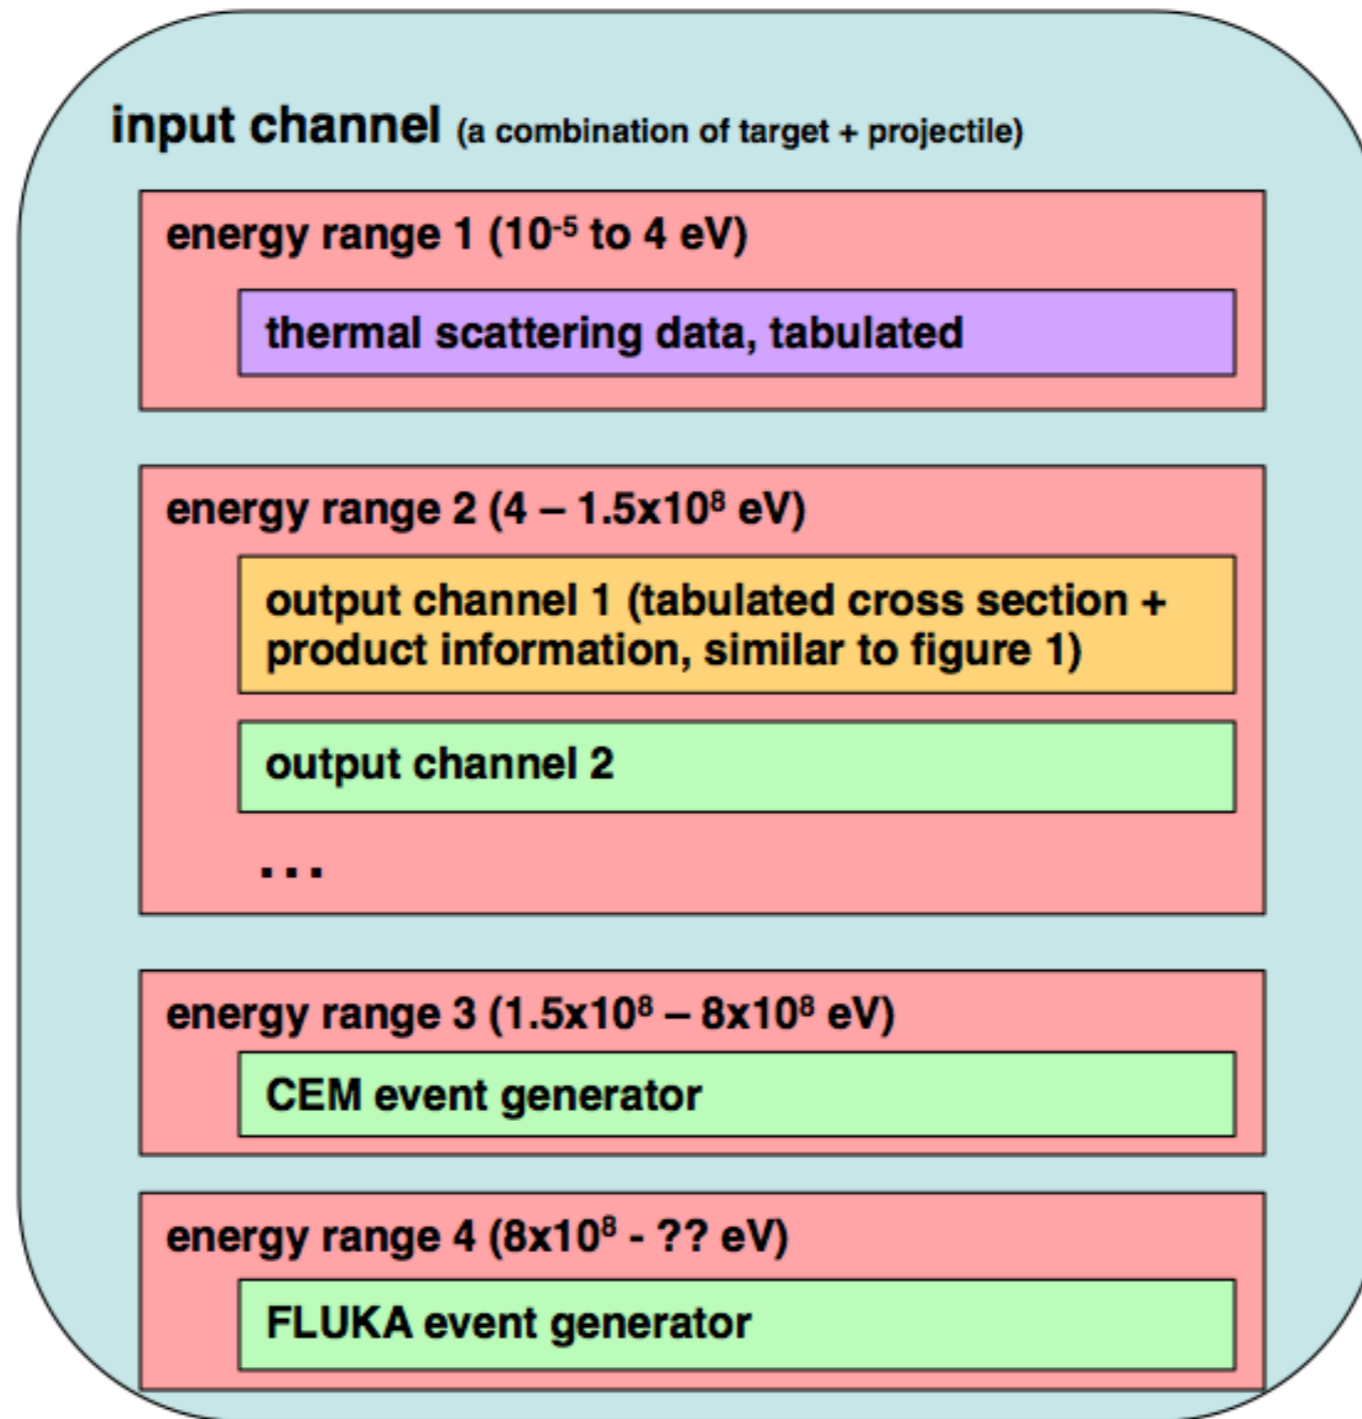 input channel (a combination of target + projectile)
energy range 1 (10⁻⁵ to 4 eV)
thermal scattering data, tabulated
energy range 2 (4 – 1.5x10⁸ eV)
output channel 1 (tabulated cross section +
product information, similar to figure 1)
output channel 2
...
energy range 3 (1.5x10⁸ – 8x10⁸ eV)
CEM event generator
energy range 4 (8x10⁸ - ?? eV)
FLUKA event generator